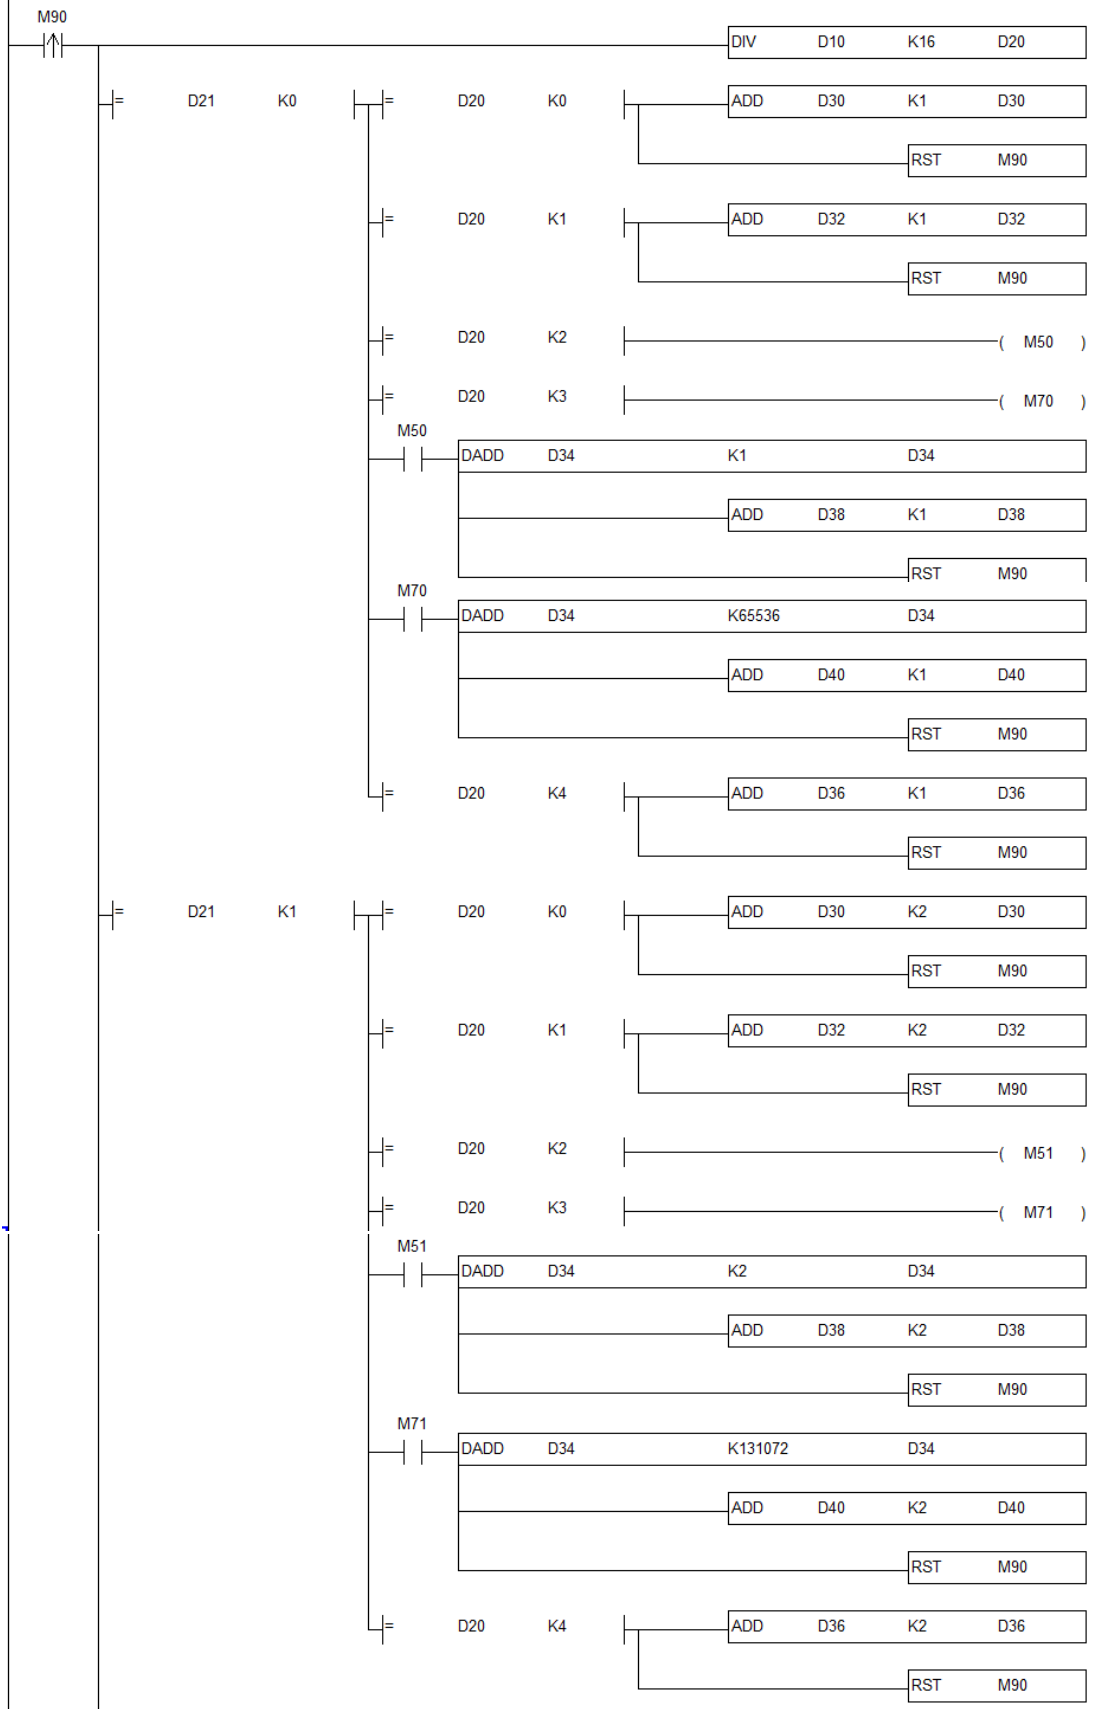 M90
DIV D10 K16 D20
= D21 K0 = D20 K0 ADD D30 K1 D30
RST M90
= D20 K1 ADD D32 K1 D32
RST M90
= D20 K2 ( M50 )
= D20 K3 ( M70 )
M50
DADD D34 K1 D34
ADD D38 K1 D38
RST M90
M70
DADD D34 K65536 D34
ADD D40 K1 D40
RST M90
= D20 K4 ADD D36 K1 D36
RST M90
= D21 K1 = D20 K0 ADD D30 K2 D30
RST M90
= D20 K1 ADD D32 K2 D32
RST M90
= D20 K2 ( M51 )
= D20 K3 ( M71 )
M51
DADD D34 K2 D34
ADD D38 K2 D38
RST M90
M71
DADD D34 K131072 D34
ADD D40 K2 D40
RST M90
= D20 K4 ADD D36 K2 D36
RST M90